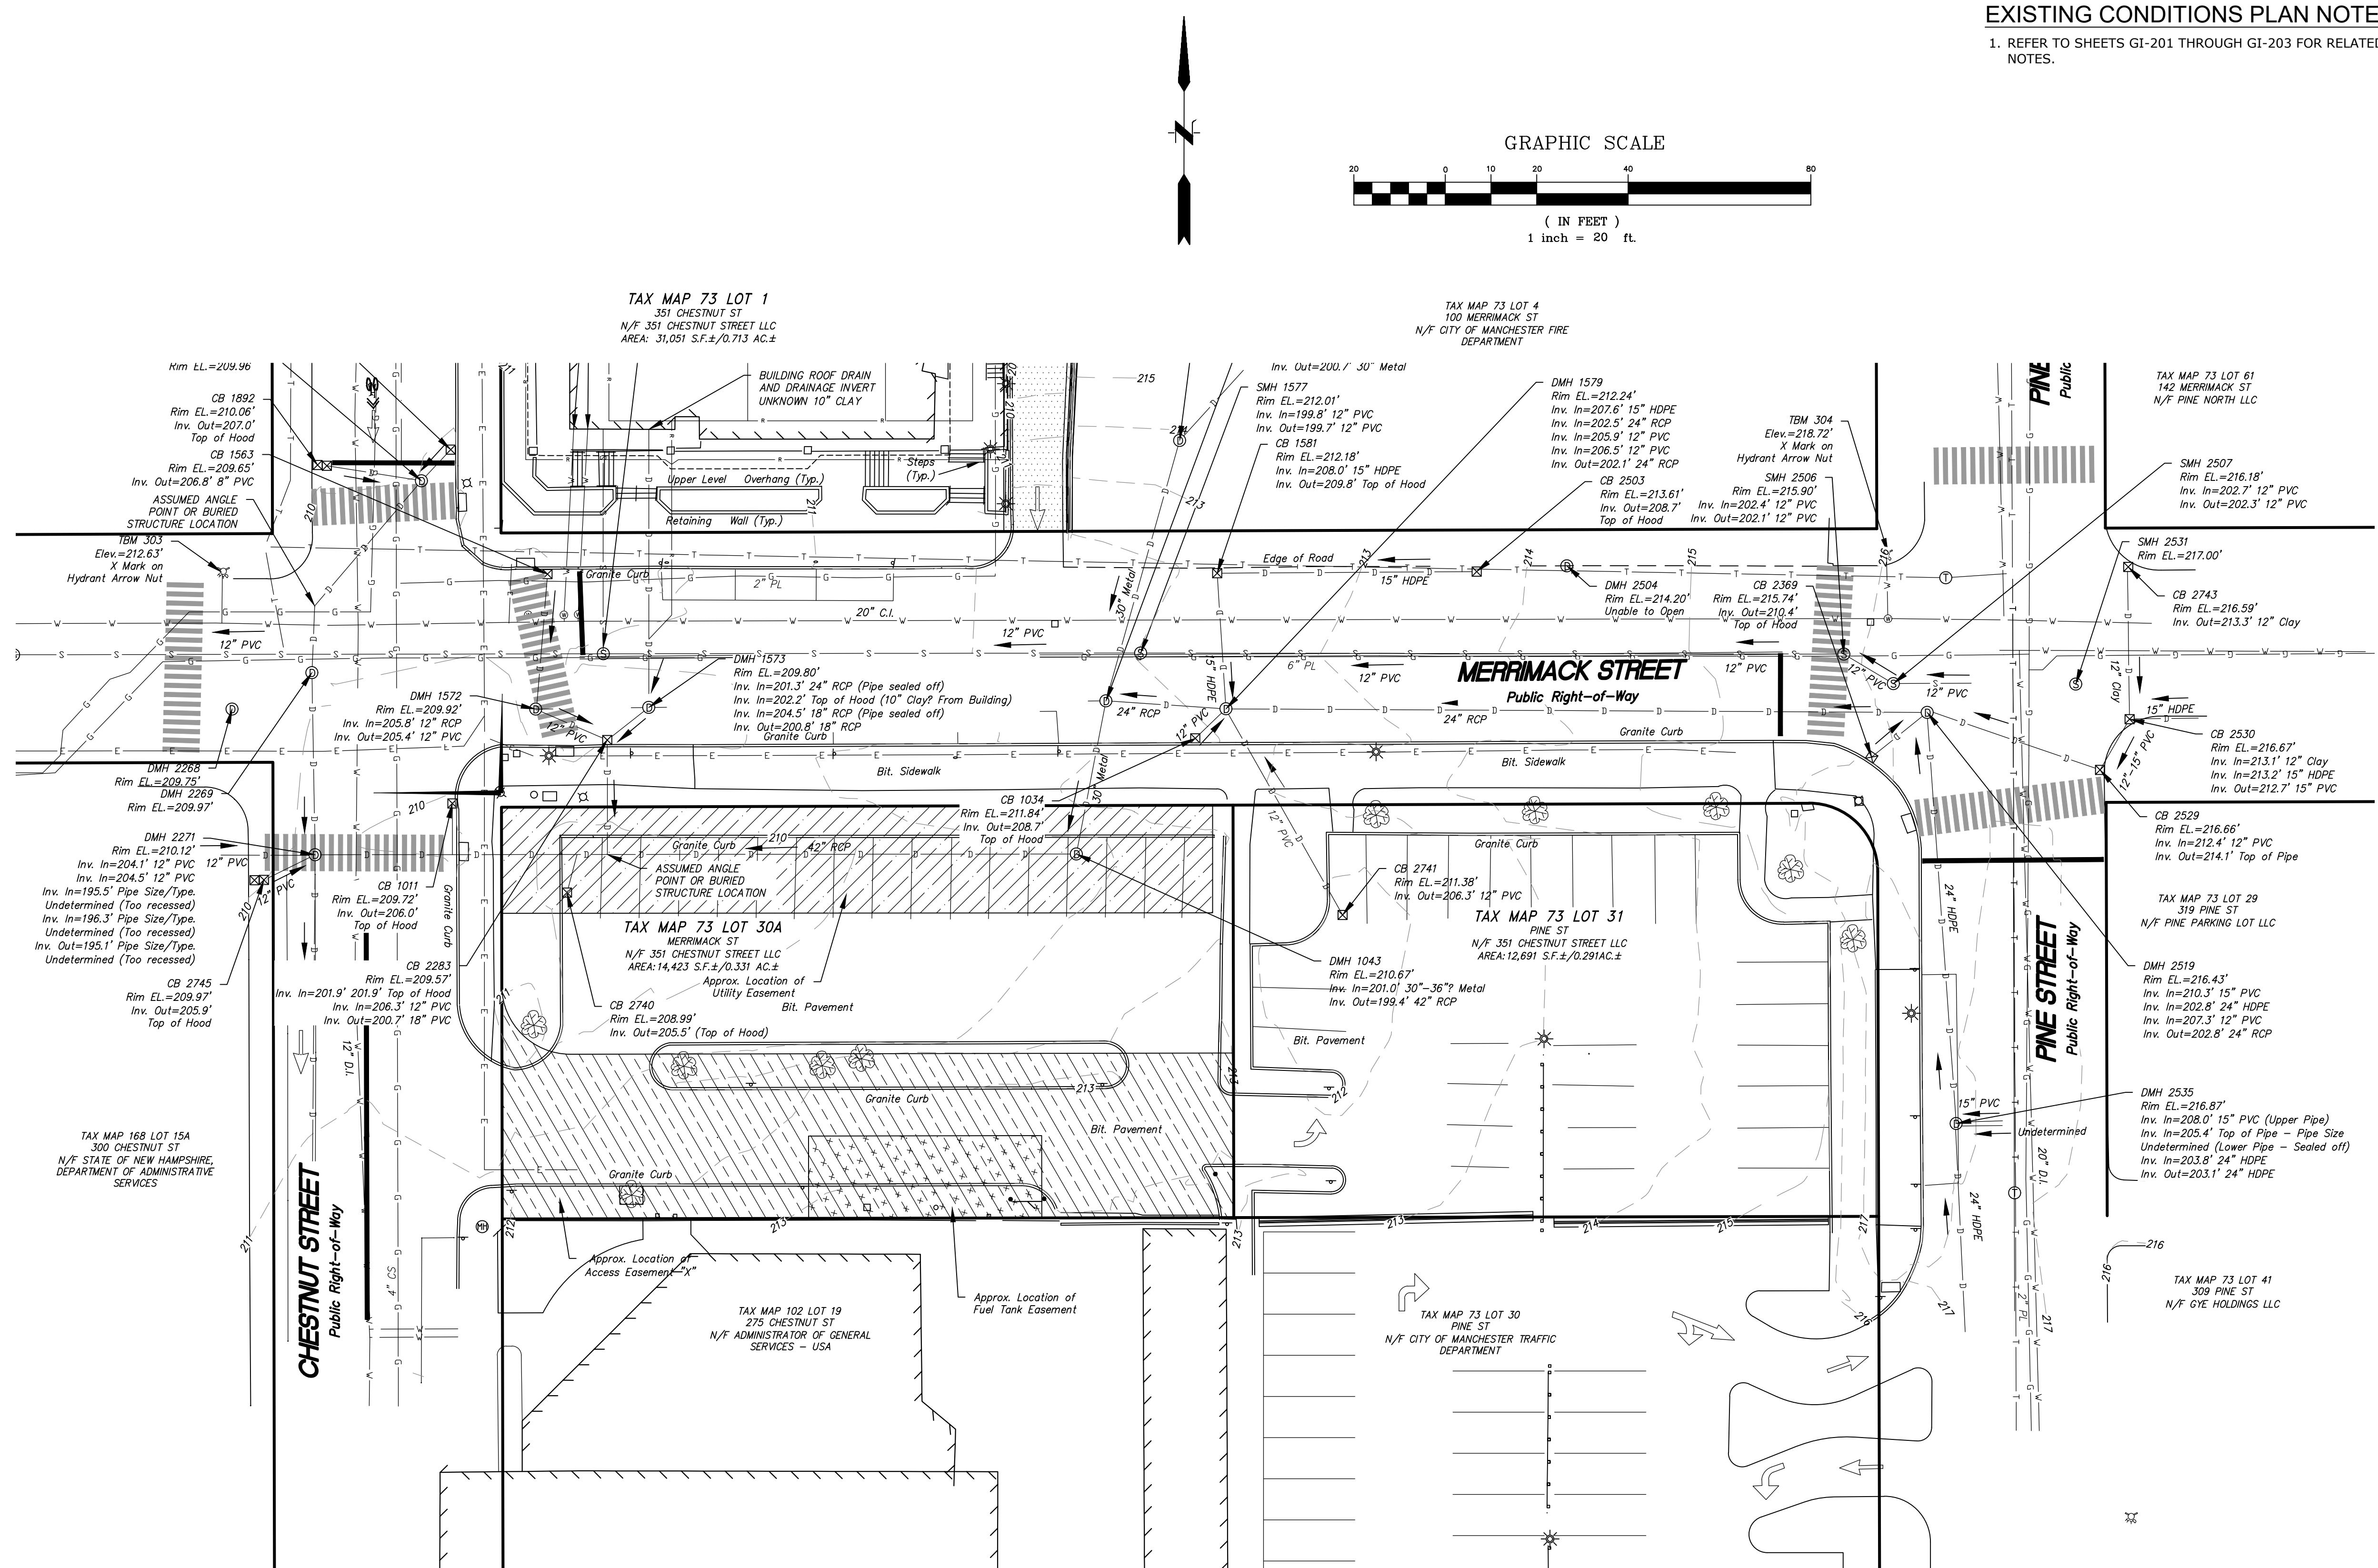 EXISTING CONDITIONS PLAN NOTE
1. REFER TO SHEETS GI-201 THROUGH GI-203 FOR RELATED
NOTES.
N
GRAPHIC SCALE
20 0 10 20 40 80
( IN FEET )
1 inch = 20 ft.
TAX MAP 73 LOT 1
351 CHESTNUT ST
N/F 351 CHESTNUT STREET LLC
AREA: 31,051 S.F.±/0.713 AC.±
TAX MAP 73 LOT 4
100 MERRIMACK ST
N/F CITY OF MANCHESTER FIRE
DEPARTMENT
TAX MAP 73 LOT 61
142 MERRIMACK ST
N/F PINE NORTH LLC
PINE
Public
Rim EL.=209.96
CB 1892
Rim EL.=210.06'
Inv. Out=207.0'
Top of Hood
CB 1563
Rim EL.=209.65'
Inv. Out=206.8' 8" PVC
ASSUMED ANGLE
POINT OR BURIED
STRUCTURE LOCATION
TBM 303
Elev.=212.63'
X Mark on
Hydrant Arrow Nut
BUILDING ROOF DRAIN
AND DRAINAGE INVERT
UNKNOWN 10" CLAY
Steps
(Typ.)
Upper Level Overhang (Typ.)
Retaining Wall (Typ.)
Inv. Out=200.7' 30" Metal
SMH 1577
Rim EL.=212.01'
Inv. In=199.8' 12" PVC
Inv. Out=199.7' 12" PVC
CB 1581
Rim EL.=212.18'
Inv. In=208.0' 15" HDPE
Inv. Out=209.8' Top of Hood
DMH 1579
Rim EL.=212.24'
Inv. In=207.6' 15" HDPE
Inv. In=202.5' 24" RCP
Inv. In=205.9' 12" PVC
Inv. In=206.5' 12" PVC
Inv. Out=202.1' 24" RCP
CB 2503
Rim EL.=213.61'
Inv. Out=208.7'
Top of Hood
TBM 304
Elev.=218.72'
X Mark on
Hydrant Arrow Nut
SMH 2506
Rim EL.=215.90'
Inv. In=202.4' 12" PVC
Inv. Out=202.1' 12" PVC
SMH 2507
Rim EL.=216.18'
Inv. In=202.7' 12" PVC
Inv. Out=202.3' 12" PVC
SMH 2531
Rim EL.=217.00'
CB 2743
Rim EL.=216.59'
Inv. Out=213.3' 12" Clay
DMH 2504
Rim EL.=214.20'
Unable to Open
CB 2369
Rim EL.=215.74'
Inv. Out=210.4'
Top of Hood
Edge of Road
15" HDPE
Granite Curb
2" PL
20" C.I.
30" Metal
12" PVC
12" PVC
6" PL
12" PVC
12" PVC
12" PVC
12" PVC
MERRIMACK STREET
Public Right-of-Way
15" HDPE
24" RCP
24" RCP
12" PVC
12" PVC
12" Clay
15" HDPE
12"-15" PVC
DMH 1573
Rim EL.=209.80'
Inv. In=201.3' 24" RCP (Pipe sealed off)
Inv. In=202.2' Top of Hood (10" Clay? From Building)
Inv. In=204.5' 18" RCP (Pipe sealed off)
Inv. Out=200.8' 18" RCP
DMH 1572
Rim EL.=209.92'
Inv. In=205.8' 12" RCP
Inv. Out=205.4' 12" PVC
Granite Curb
Granite Curb
Bit. Sidewalk
Bit. Sidewalk
DMH 2268
Rim EL.=209.75'
DMH 2269
Rim EL.=209.97'
CB 2530
Rim EL.=216.67'
Inv. In=213.1' 12" Clay
Inv. In=213.2' 15" HDPE
Inv. Out=212.7' 15" PVC
CB 2529
Rim EL.=216.66'
Inv. In=212.4' 12" PVC
Inv. Out=214.1' Top of Pipe
DMH 2271
Rim EL.=210.12'
Inv. In=204.1' 12" PVC
Inv. In=204.5' 12" PVC
Inv. In=195.5' Pipe Size/Type.
Undetermined (Too recessed)
Inv. In=196.3' Pipe Size/Type.
Undetermined (Too recessed)
Inv. Out=195.1' Pipe Size/Type.
Undetermined (Too recessed)
12" PVC
12" PVC
CB 1011
Rim EL.=209.72'
Inv. Out=206.0'
Top of Hood
Granite Curb
CB 2283
Rim EL.=209.57'
Inv. In=201.9' 201.9' Top of Hood
Inv. In=206.3' 12" PVC
Inv. Out=200.7' 18" PVC
CB 2745
Rim EL.=209.97'
Inv. Out=205.9'
Top of Hood
Granite Curb
42" RCP
ASSUMED ANGLE
POINT OR BURIED
STRUCTURE LOCATION
30" Metal
CB 1034
Rim EL.=211.84'
Inv. Out=208.7'
Top of Hood
12" PVC
Granite Curb
CB 2741
Rim EL.=211.38'
Inv. Out=206.3' 12" PVC
TAX MAP 73 LOT 30A
MERRIMACK ST
N/F 351 CHESTNUT STREET LLC
AREA:14,423 S.F.±/0.331 AC.±
Approx. Location of
Utility Easement
Bit. Pavement
TAX MAP 73 LOT 31
PINE ST
N/F 351 CHESTNUT STREET LLC
AREA:12,691 S.F.±/0.291AC.±
DMH 1043
Rim EL.=210.67'
Inv. In=201.0' 30"-36"? Metal
Inv. Out=199.4' 42" RCP
CB 2740
Rim EL.=208.99'
Inv. Out=205.5' (Top of Hood)
Bit. Pavement
24" HDPE
PINE STREET
Public Right-of-Way
TAX MAP 73 LOT 29
319 PINE ST
N/F PINE PARKING LOT LLC
DMH 2519
Rim EL.=216.43'
Inv. In=210.3' 15" PVC
Inv. In=202.8' 24" HDPE
Inv. In=207.3' 12" PVC
Inv. Out=202.8' 24" RCP
12" D.I.
Granite Curb
Bit. Pavement
Granite Curb
15" PVC
Undetermined
DMH 2535
Rim EL.=216.87'
Inv. In=208.0' 15" PVC (Upper Pipe)
Inv. In=205.4' Top of Pipe - Pipe Size
Undetermined (Lower Pipe - Sealed off)
Inv. In=203.8' 24" HDPE
Inv. Out=203.1' 24" HDPE
20" D.I.
24" HDPE
2" PL
TAX MAP 168 LOT 15A
300 CHESTNUT ST
N/F STATE OF NEW HAMPSHIRE,
DEPARTMENT OF ADMINISTRATIVE
SERVICES
CHESTNUT STREET
Public Right-of-Way
4" CS
MH
Approx. Location of
Access Easement "X"
Approx. Location of
Fuel Tank Easement
TAX MAP 102 LOT 19
275 CHESTNUT ST
N/F ADMINISTRATOR OF GENERAL
SERVICES - USA
TAX MAP 73 LOT 30
PINE ST
N/F CITY OF MANCHESTER TRAFFIC
DEPARTMENT
TAX MAP 73 LOT 41
309 PINE ST
N/F GYE HOLDINGS LLC